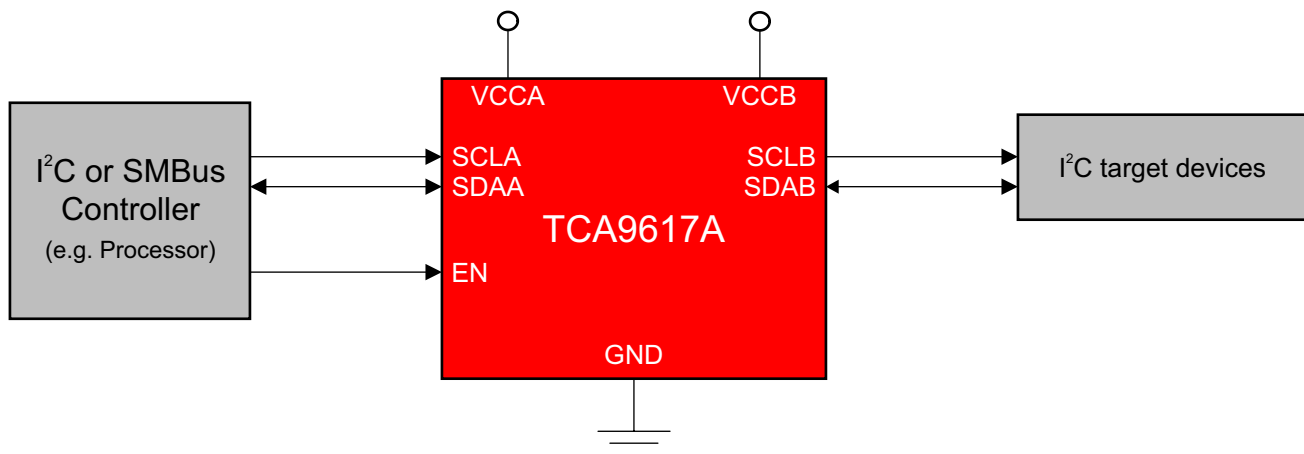 VCCA
VCCB
I²C or SMBus
Controller
(e.g. Processor)
SCLA
SDAA
EN
SCLB
SDAB
TCA9617A
GND
I²C target devices